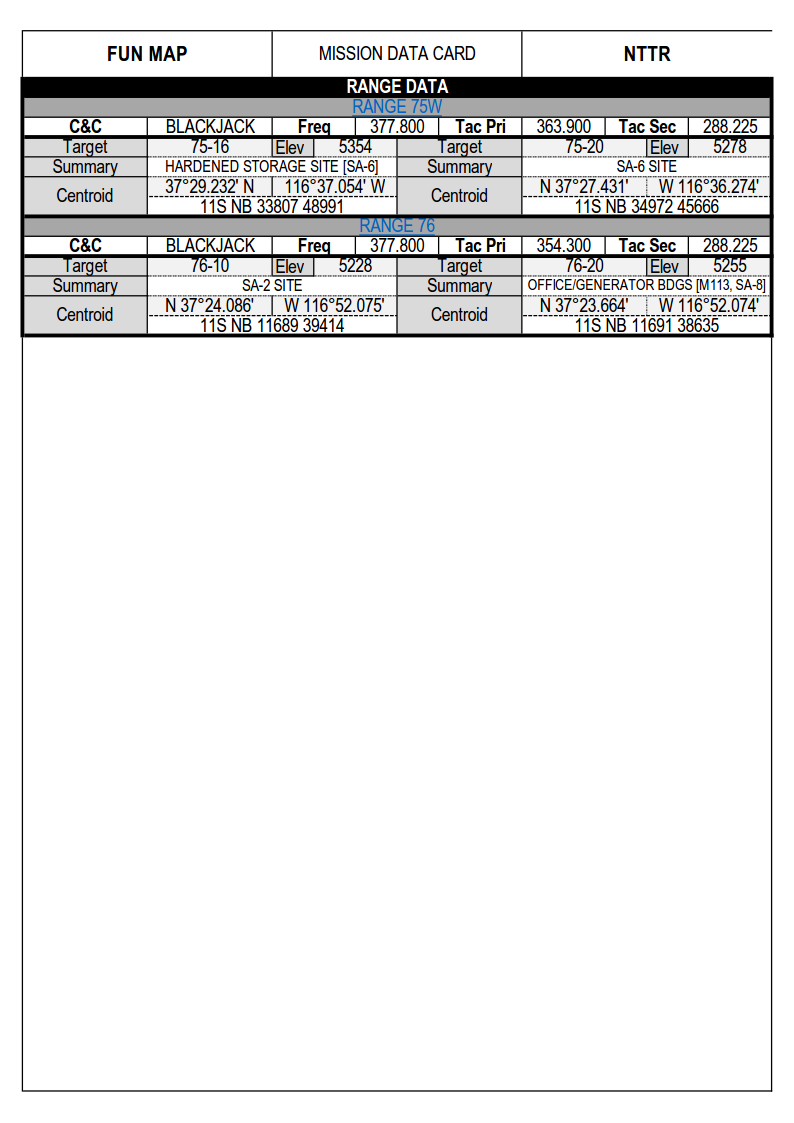 FUN MAP MISSION DATA CARD NTTR
RANGE DATA
RANGE 75W
C&C BLACKJACK Freq 377.800 Tac Pri 363.900 Tac Sec 288.225
Target 75-16 Elev 5354 Target 75-20 Elev 5278
Summary HARDENED STORAGE SITE [SA-6] Summary SA-6 SITE
Centroid 37°29.232' N 116°37.054' W Centroid N 37°27.431' W 116°36.274'
11S NB 33807 48991 11S NB 34972 45666
RANGE 76
C&C BLACKJACK Freq 377.800 Tac Pri 354.300 Tac Sec 288.225
Target 76-10 Elev 5228 Target 76-20 Elev 5255
Summary SA-2 SITE Summary OFFICE/GENERATOR BDGS [M113, SA-8]
Centroid N 37°24.086' W 116°52.075' Centroid N 37°23.664' W 116°52.074'
11S NB 11689 39414 11S NB 11691 38635